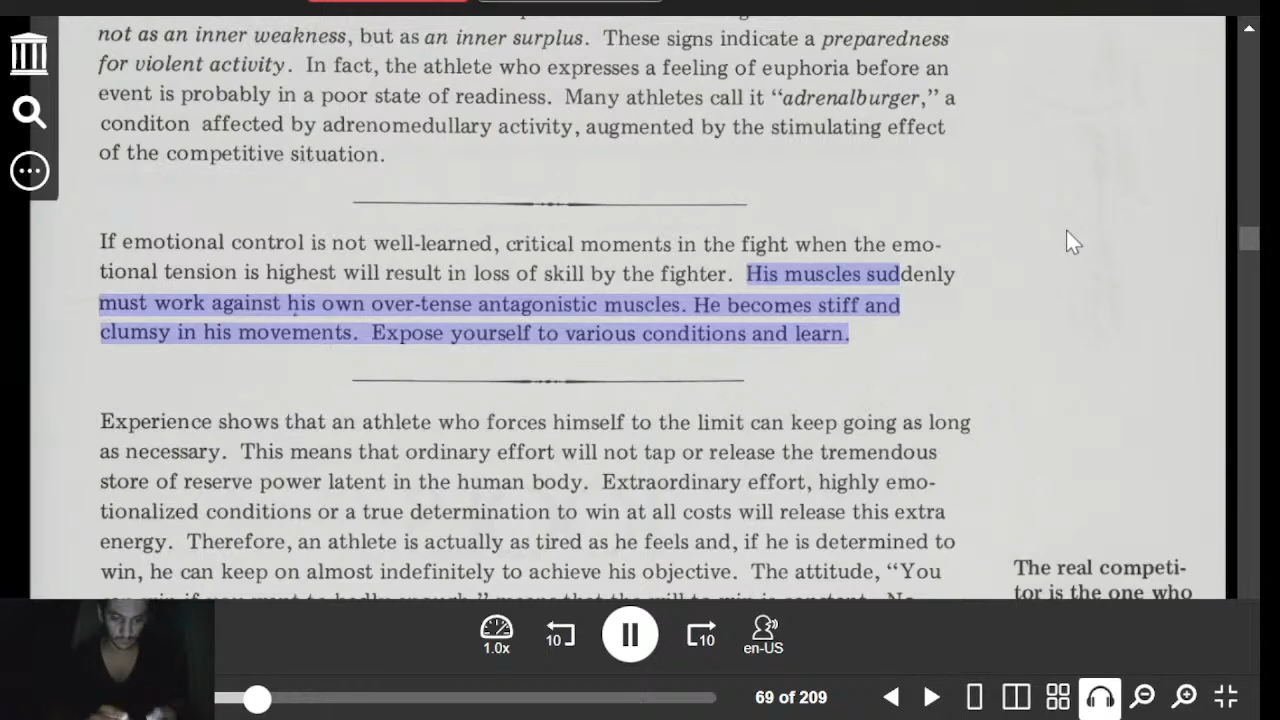 not as an inner weakness, but as an inner surplus. These signs indicate a preparedness
for violent activity. In fact, the athlete who expresses a feeling of euphoria before an
event is probably in a poor state of readiness. Many athletes call it “adrenalburger,” a
conditon affected by adrenomedullary activity, augmented by the stimulating effect
of the competitive situation.
If emotional control is not well-learned, critical moments in the fight when the emo-
tional tension is highest will result in loss of skill by the fighter. His muscles suddenly
must work against his own over-tense antagonistic muscles. He becomes stiff and
clumsy in his movements. Expose yourself to various conditions and learn.
Experience shows that an athlete who forces himself to the limit can keep going as long
as necessary. This means that ordinary effort will not tap or release the tremendous
store of reserve power latent in the human body. Extraordinary effort, highly emo-
tionalized conditions or a true determination to win at all costs will release this extra
energy. Therefore, an athlete is actually as tired as he feels and, if he is determined to
win, he can keep on almost indefinitely to achieve his objective. The attitude, “You
The real competi-
tor is the one who
1.0x
10
10
en-US
69 of 209